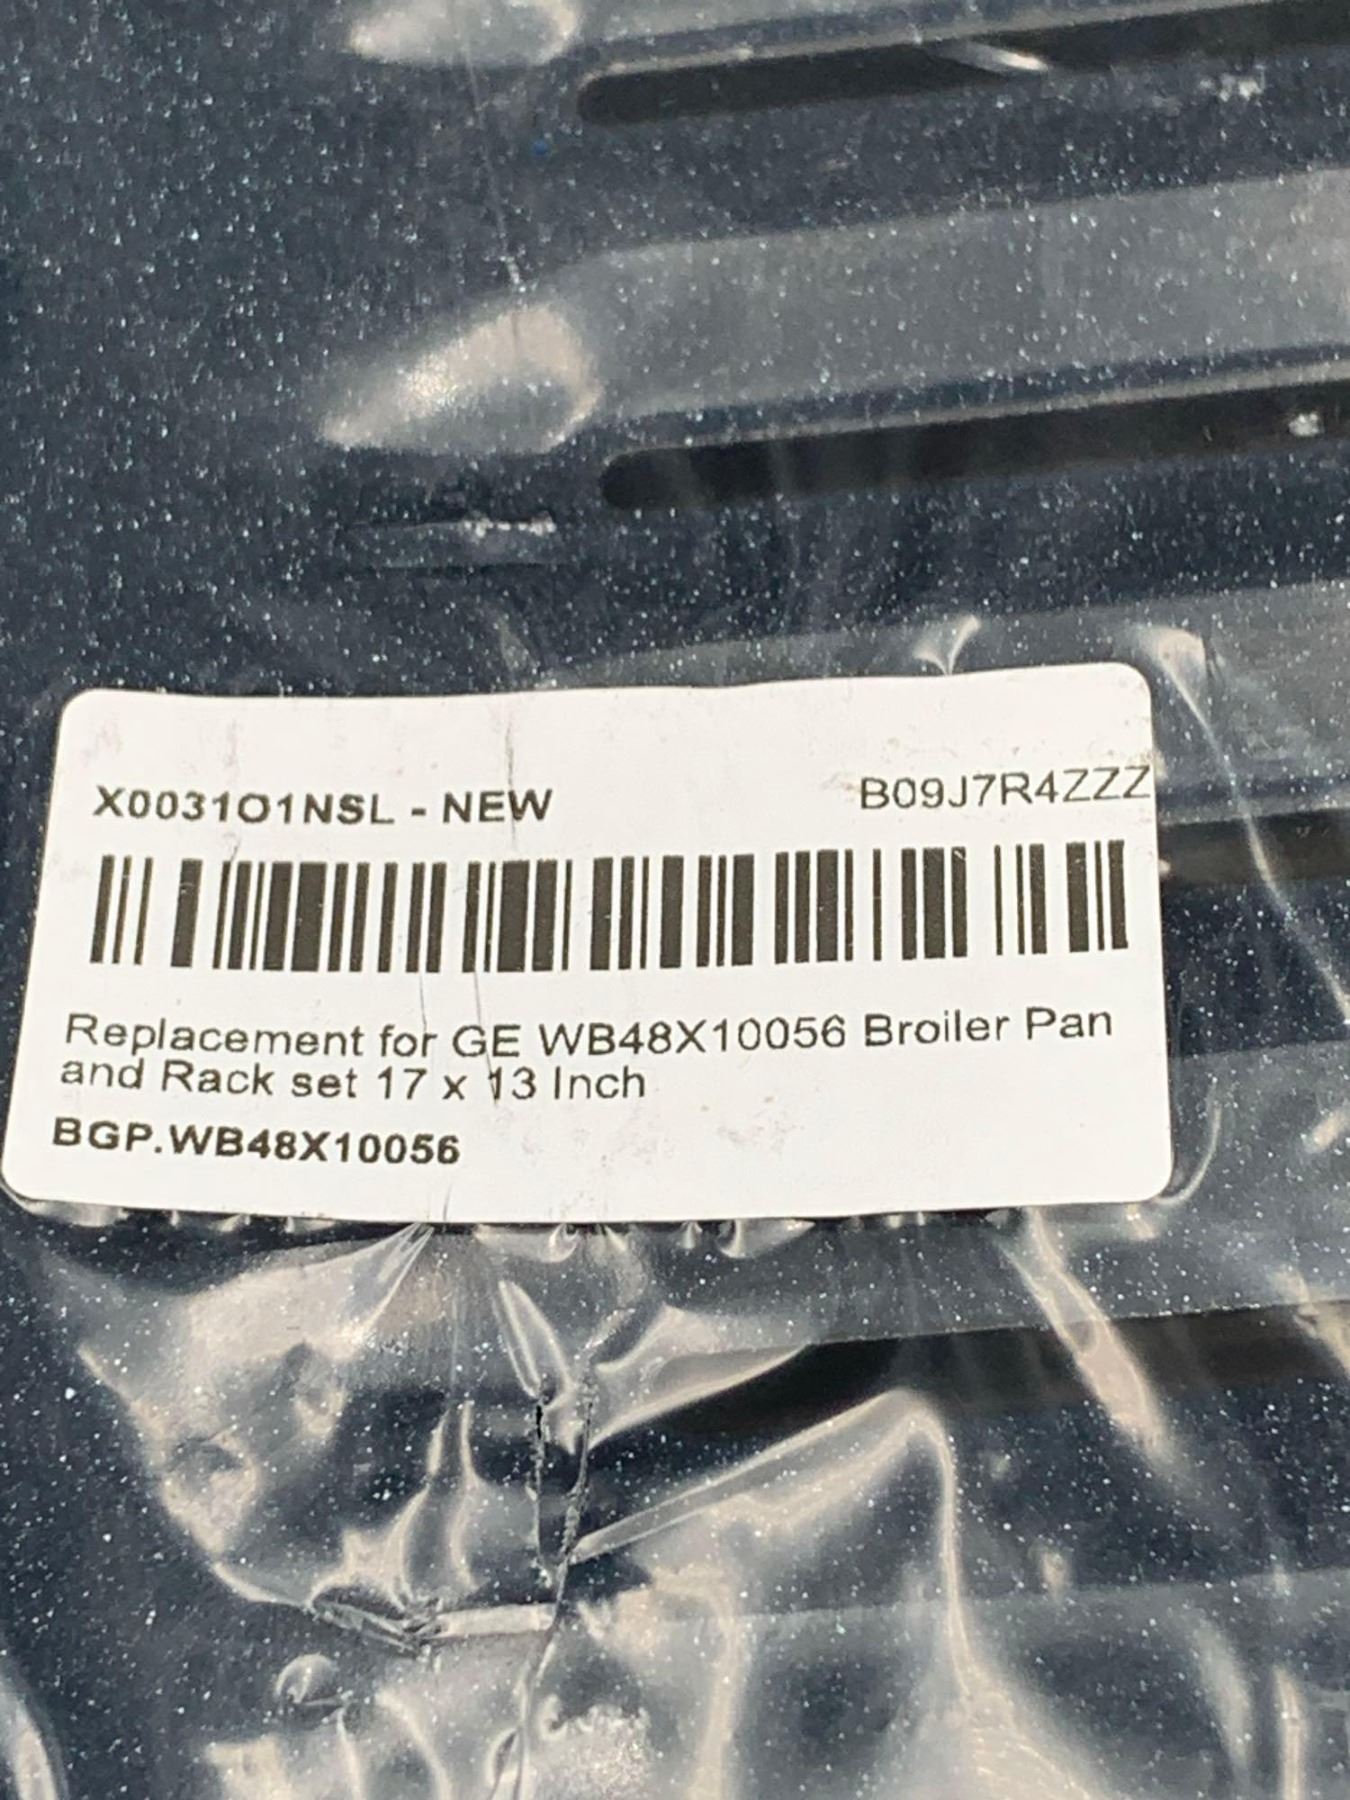 X0031O1NSL - NEW B09J7R4ZZZ
Replacement for GE WB48X10056 Broiler Pan
and Rack set 17 x 13 Inch
BGP.WB48X10056